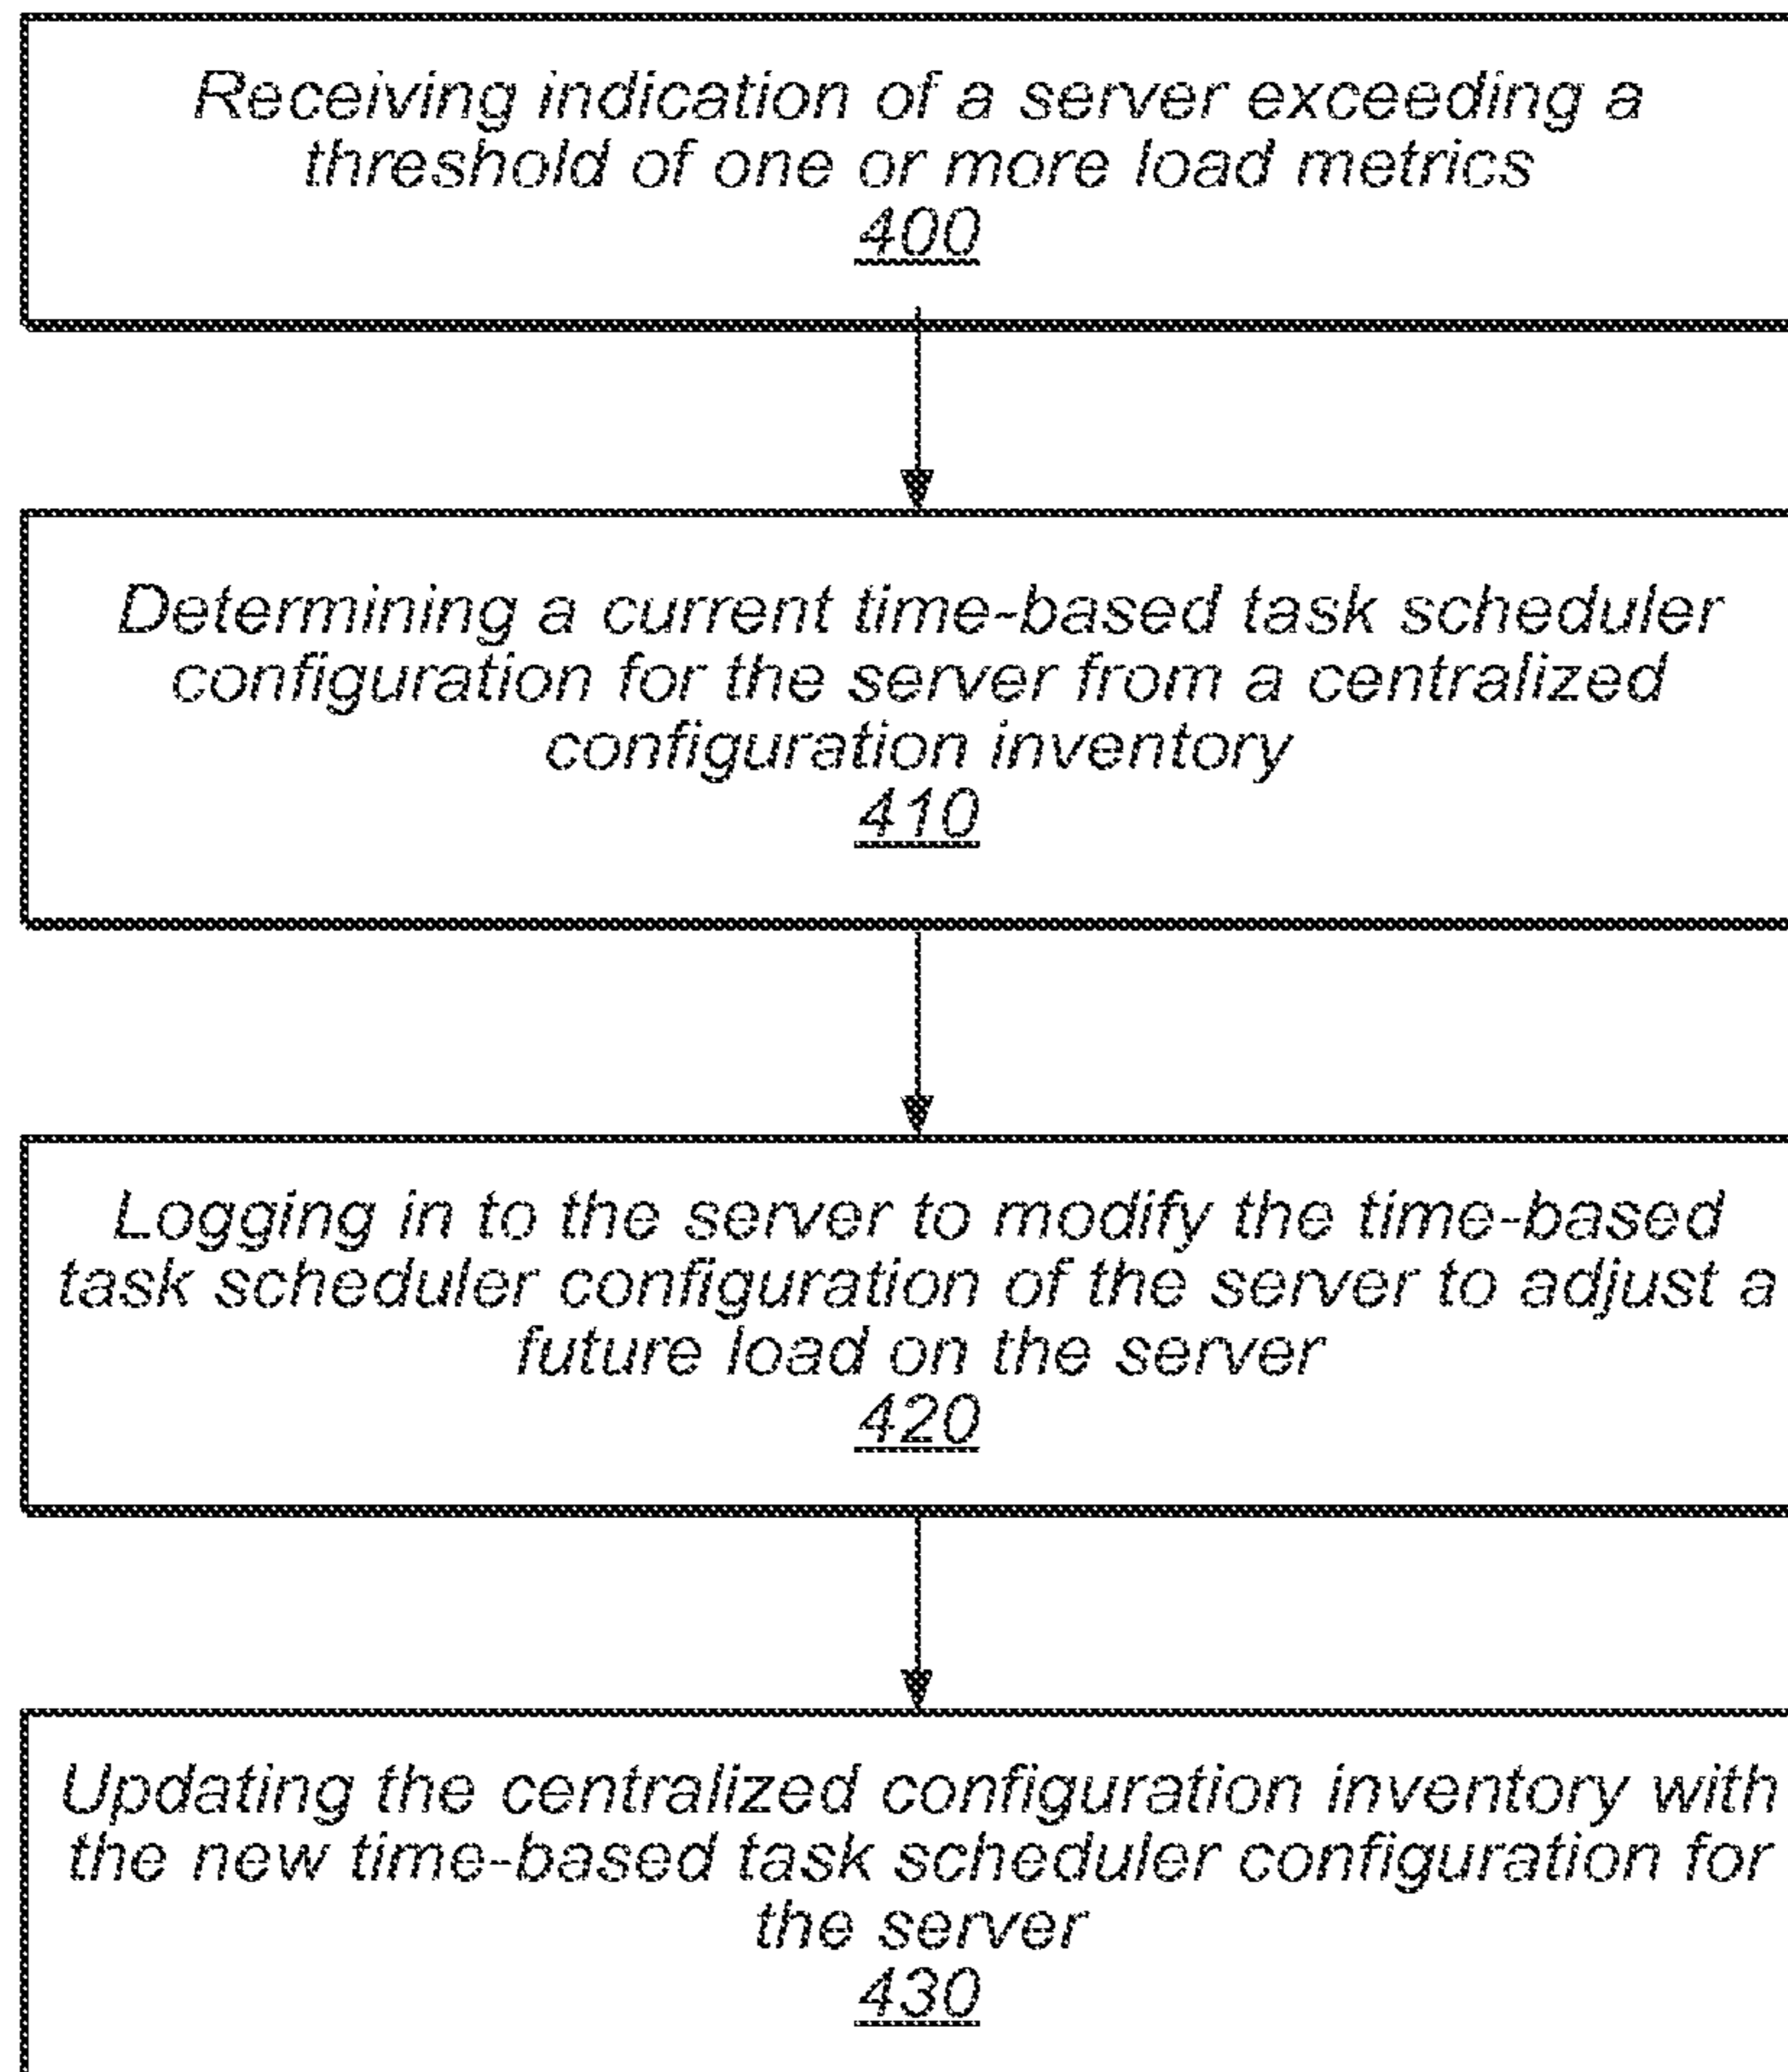 Receiving indication of a server exceeding a
threshold of one or more load metrics
400
Determining a current time-based task scheduler
configuration for the server from a centralized
configuration inventory
410
Logging in to the server to modify the time-based
task scheduler configuration of the server to adjust a
future load on the server
420
Updating the centralized configuration inventory with
the new time-based task scheduler configuration for
the server
430